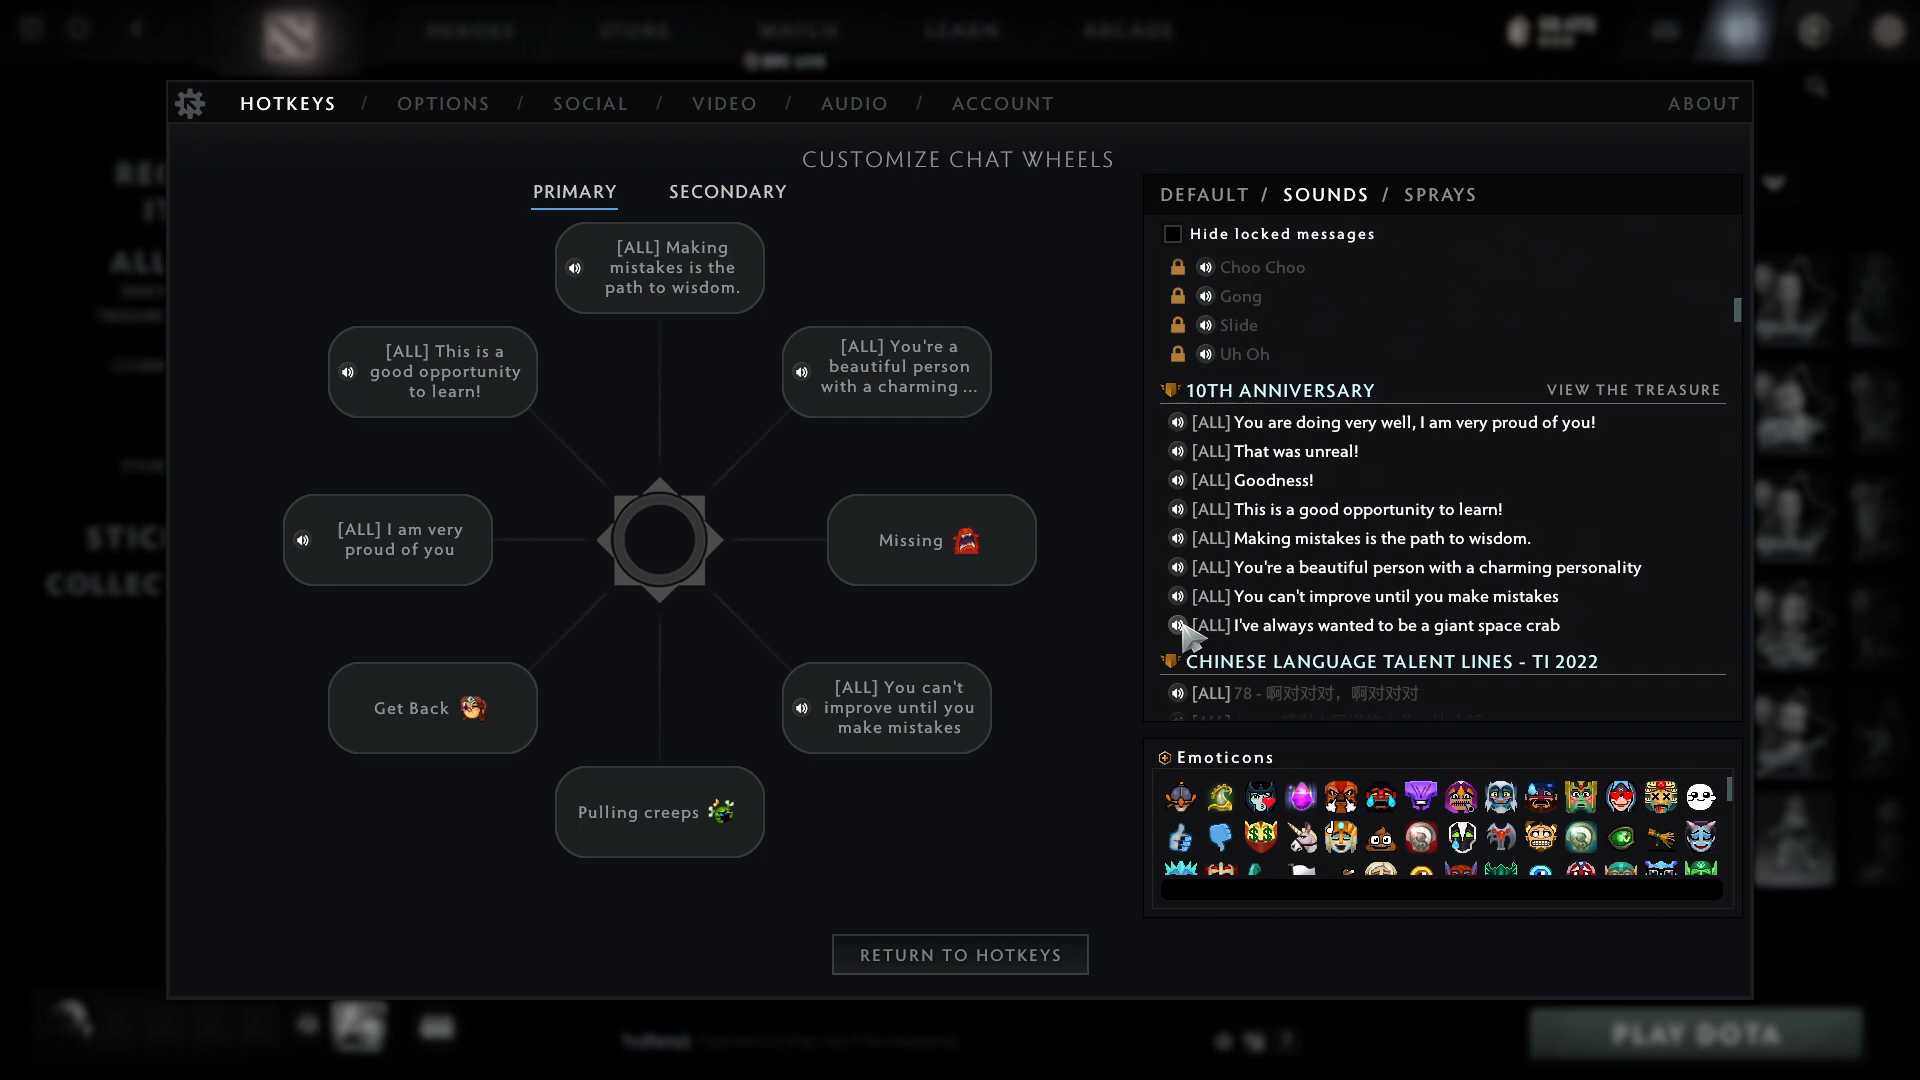 HEROES STORE WATCH LEARN ARCADE
HOTKEYS / OPTIONS / SOCIAL / VIDEO / AUDIO / ACCOUNT
ABOUT
CUSTOMIZE CHAT WHEELS
PRIMARY SECONDARY
[ALL] Making
mistakes is the
path to wisdom.
[ALL] This is a
good opportunity
to learn!
[ALL] You're a
beautiful person
with a charming ...
[ALL] I am very
proud of you
Missing
Get Back
[ALL] You can't
improve until you
make mistakes
Pulling creeps
RETURN TO HOTKEYS
DEFAULT / SOUNDS / SPRAYS
Hide locked messages
Choo Choo
Gong
Slide
Uh Oh
10TH ANNIVERSARY VIEW THE TREASURE
[ALL] You are doing very well, I am very proud of you!
[ALL] That was unreal!
[ALL] Goodness!
[ALL] This is a good opportunity to learn!
[ALL] Making mistakes is the path to wisdom.
[ALL] You're a beautiful person with a charming personality
[ALL] You can't improve until you make mistakes
[ALL] I've always wanted to be a giant space crab
CHINESE LANGUAGE TALENT LINES - TI 2022
[ALL] 78 - 啊对对对，啊对对对
Emoticons
PLAY DOTA